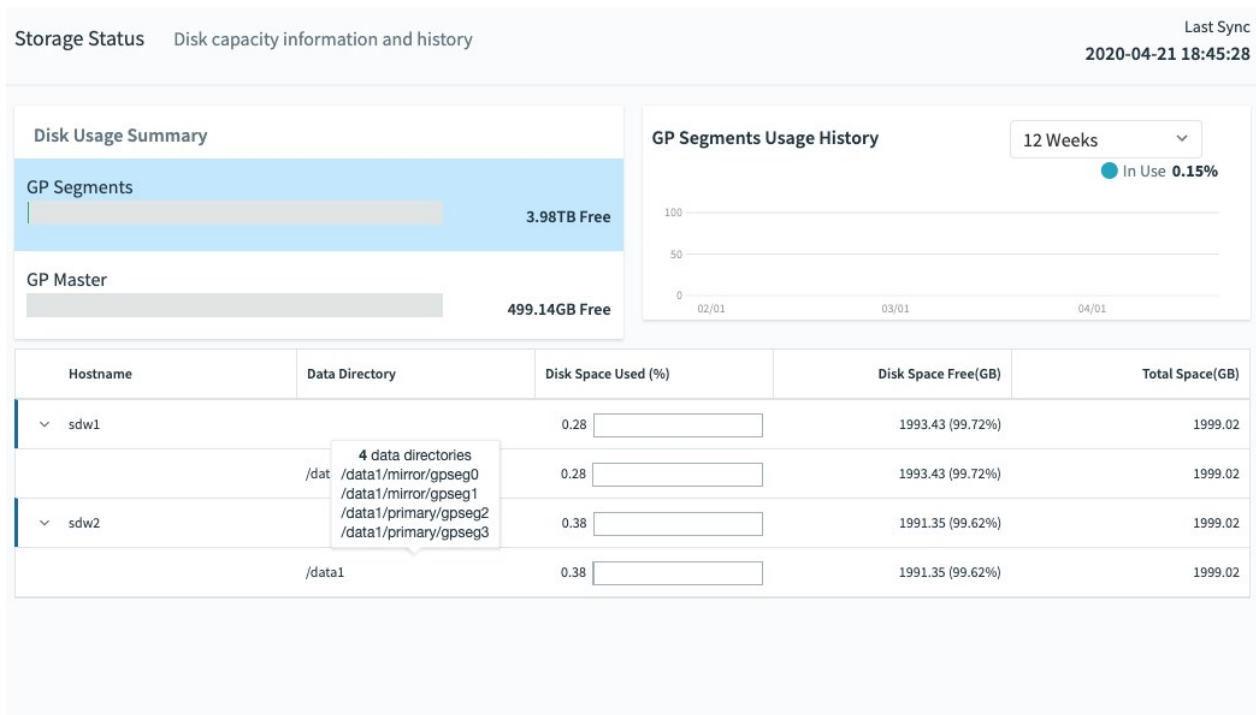 Storage Status Disk capacity information and history
Last Sync
2020-04-21 18:45:28
Disk Usage Summary
GP Segments
3.98TB Free
GP Master
499.14GB Free
GP Segments Usage History
12 Weeks
In Use 0.15%
100
50
0
02/01 03/01 04/01
Hostname Data Directory Disk Space Used (%) Disk Space Free(GB) Total Space(GB)
sdw1 0.28 1993.43 (99.72%) 1999.02
/dat 0.28 1993.43 (99.72%) 1999.02
4 data directories
/data1/mirror/gpseg0
/data1/mirror/gpseg1
/data1/primary/gpseg2
/data1/primary/gpseg3
sdw2 0.38 1991.35 (99.62%) 1999.02
/data1 0.38 1991.35 (99.62%) 1999.02